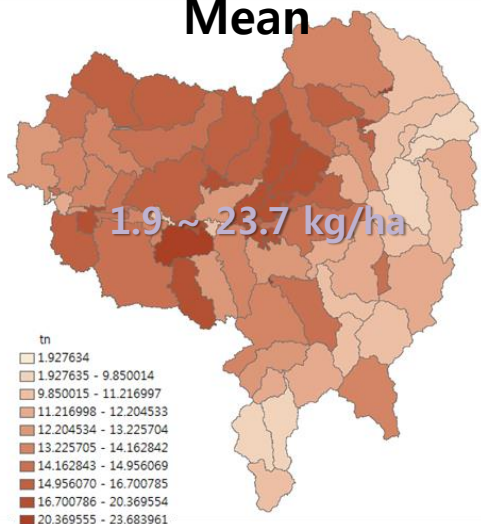 Mean
1.9 ~ 23.7 kg/ha
tn
1.927634
1.927635 - 9.850014
9.850015 - 11.216997
11.216998 - 12.204533
12.204534 - 13.225704
13.225705 - 14.162842
14.162843 - 14.956069
14.956070 - 16.700785
16.700786 - 20.369554
20.369555 - 23.683961